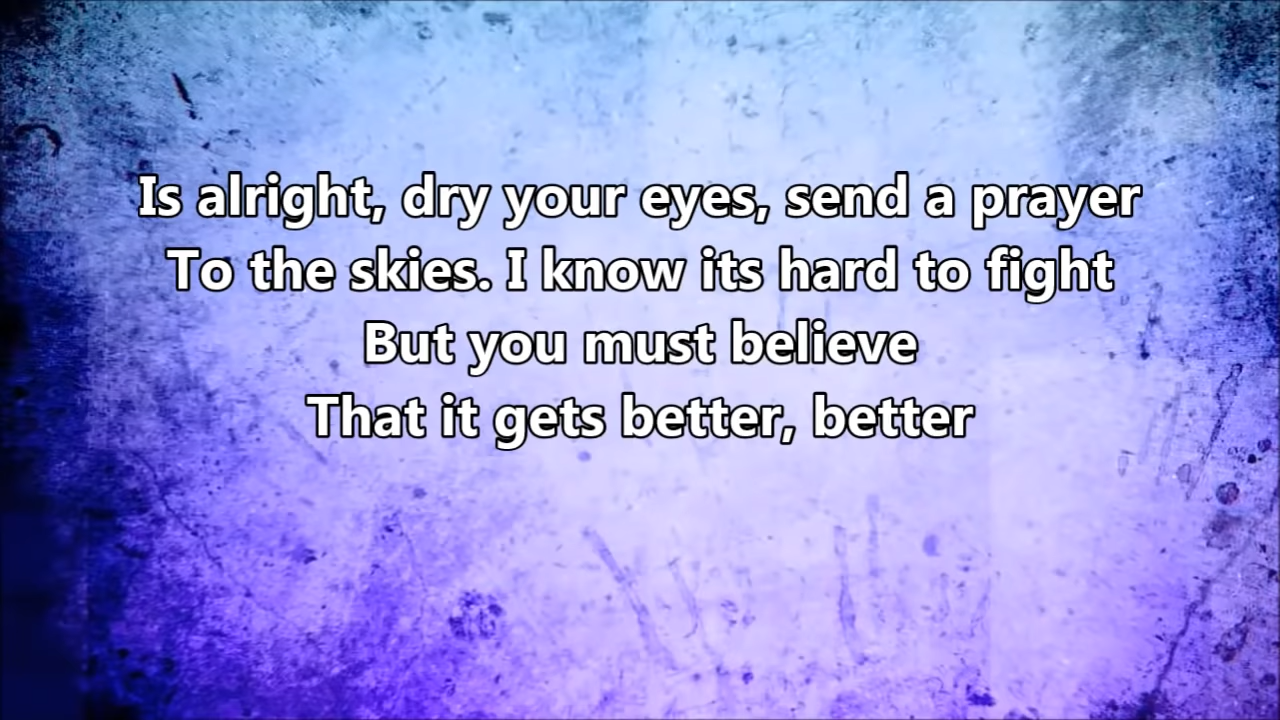 Is alright, dry your eyes, send a prayer
To the skies. I know its hard to fight
But you must believe
That it gets better, better